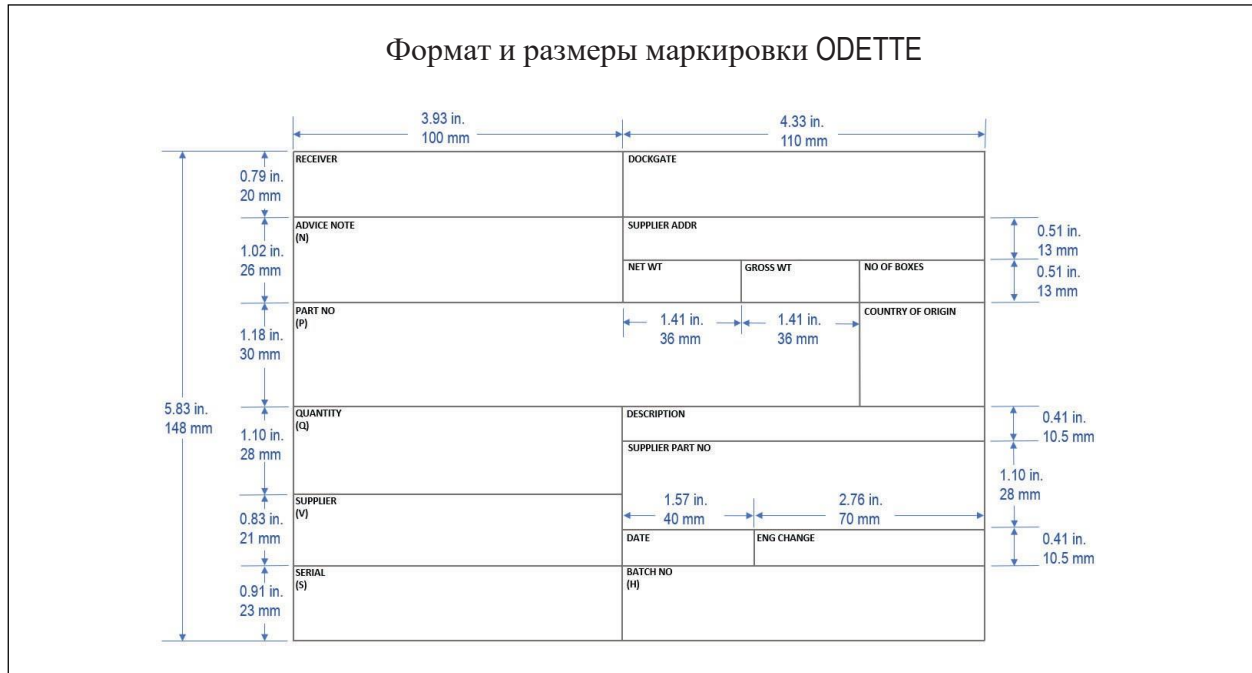 Формат и размеры маркировки ODETTE
3.93 in.
100 mm
4.33 in.
110 mm
RECEIVER
DOCKGATE
0.79 in.
20 mm
ADVICE NOTE
(N)
SUPPLIER ADDR
0.51 in.
13 mm
1.02 in.
26 mm
NET WT
GROSS WT
NO OF BOXES
0.51 in.
13 mm
PART NO
(P)
COUNTRY OF ORIGIN
1.41 in.
36 mm
1.41 in.
36 mm
1.18 in.
30 mm
5.83 in.
148 mm
QUANTITY
(Q)
DESCRIPTION
0.41 in.
10.5 mm
1.10 in.
28 mm
SUPPLIER PART NO
1.10 in.
28 mm
SUPPLIER
(V)
1.57 in.
40 mm
2.76 in.
70 mm
0.83 in.
21 mm
DATE
ENG CHANGE
0.41 in.
10.5 mm
SERIAL
(S)
BATCH NO
(H)
0.91 in.
23 mm